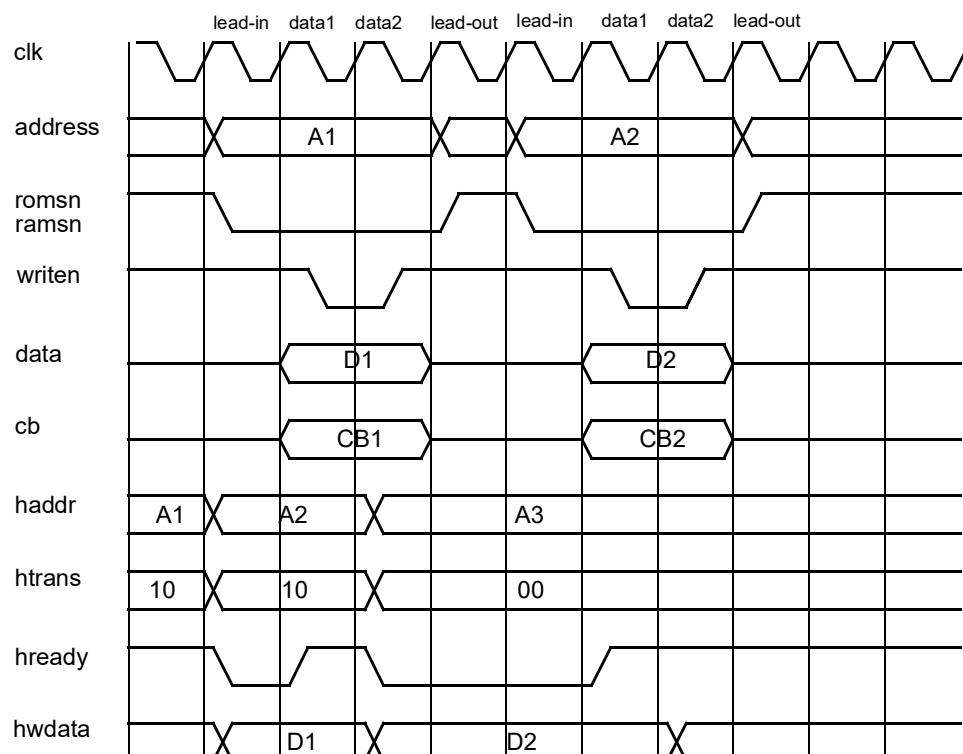 lead-in data1 data2 lead-out lead-in data1 data2 lead-out
clk
address A1 A2
romsn
ramsn
writen
data D1 D2
cb CB1 CB2
haddr A1 A2 A3
htrans 10 10 00
hready
hwdata D1 D2